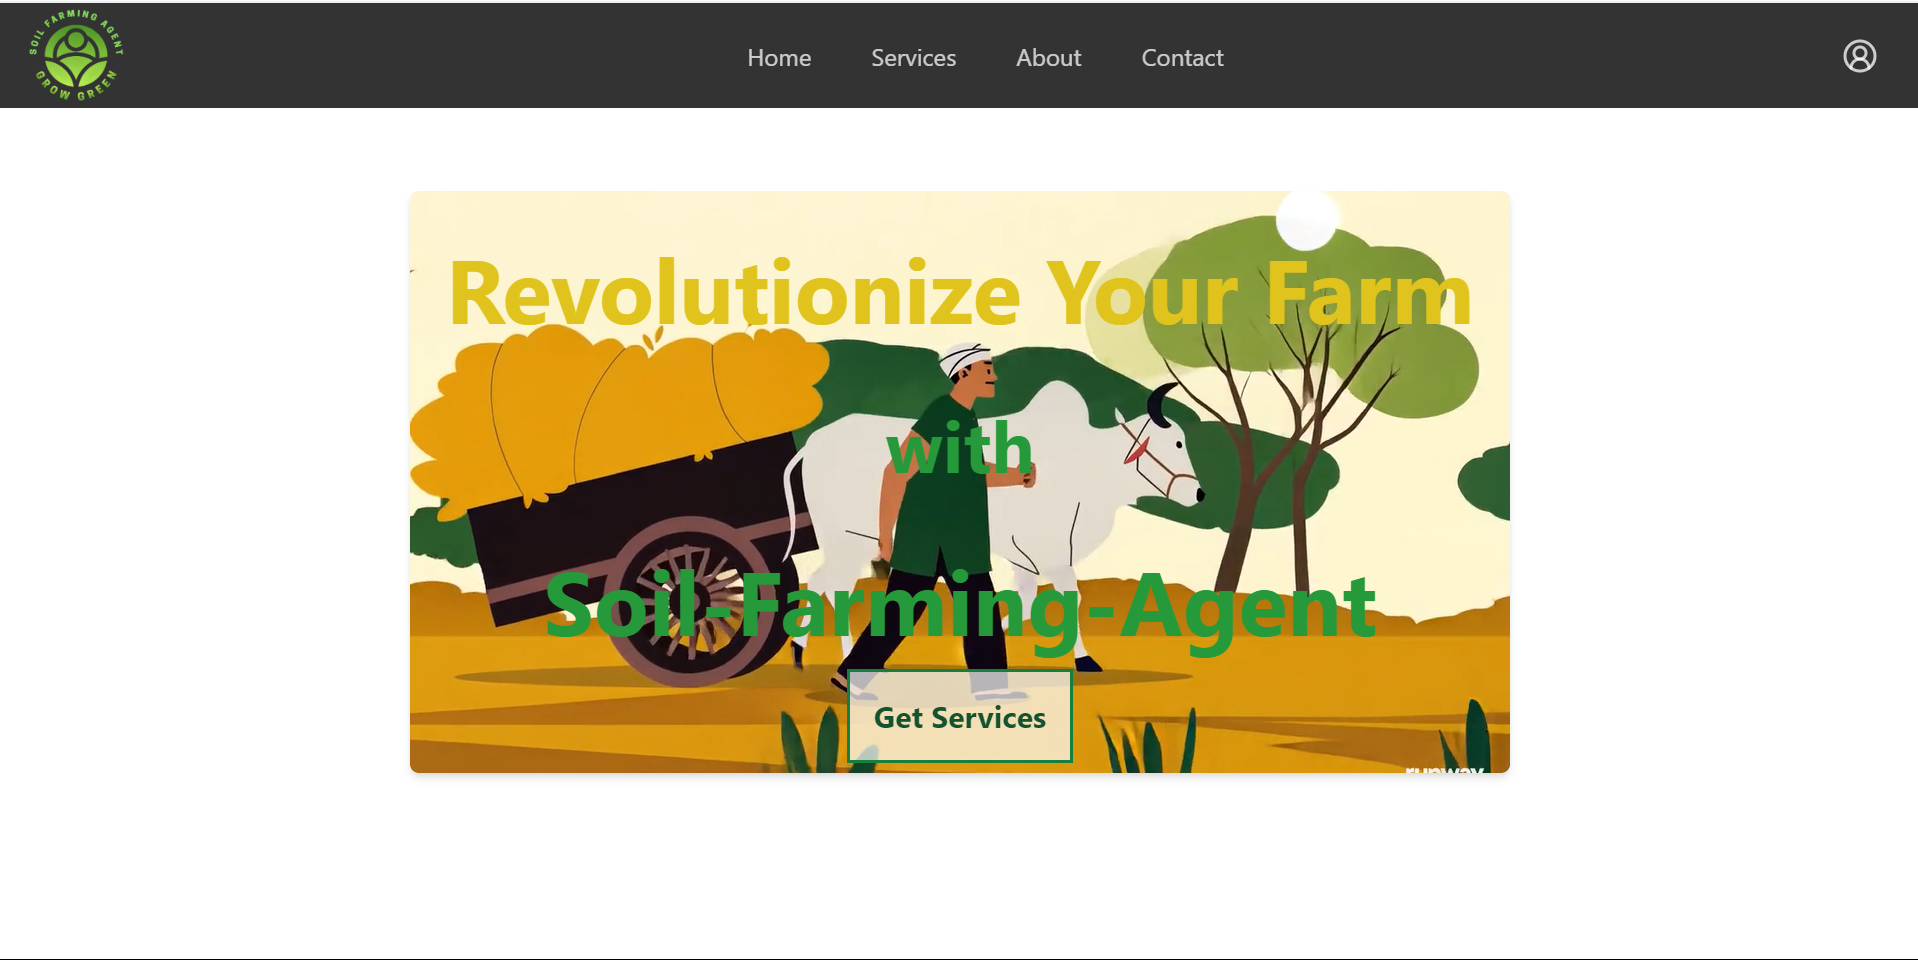 SOIL FARMING AGENT
GROW GREEN
Home Services About Contact
Revolutionize Your Farm
with
Soil-Farming-Agent
Get Services
runway